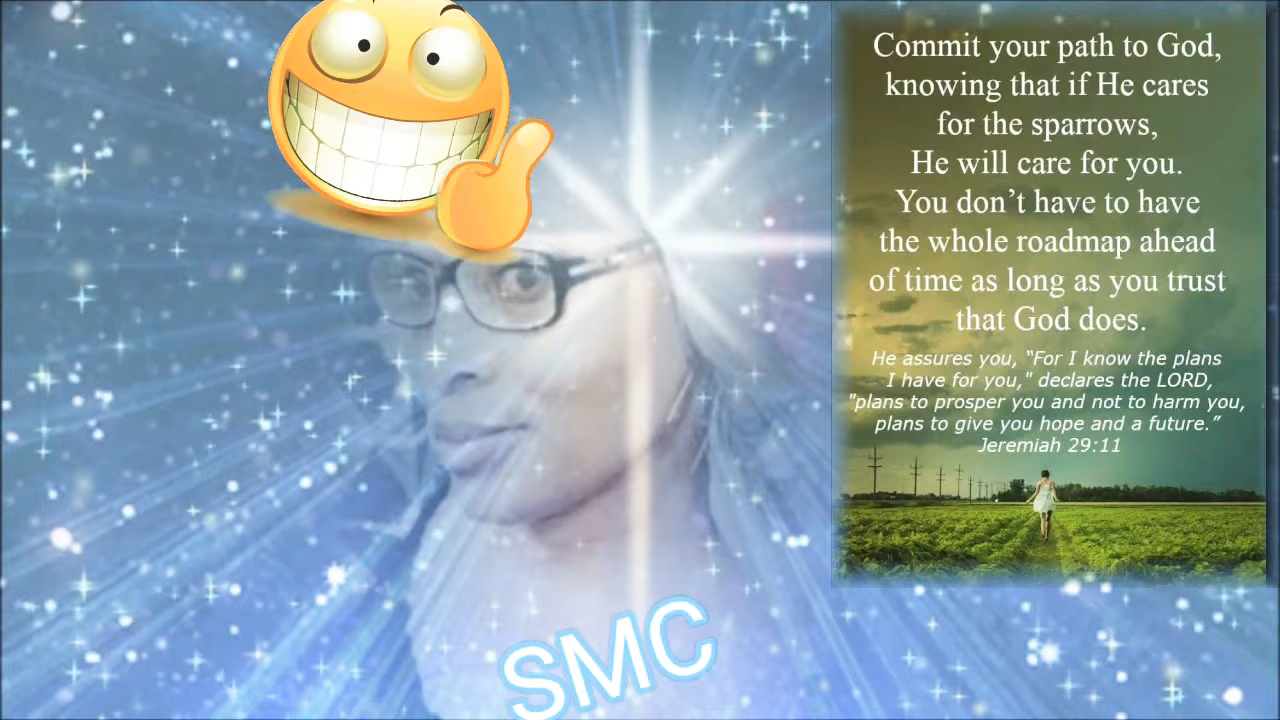 Commit your path to God,
knowing that if He cares
for the sparrows,
He will care for you.
You don’t have to have
the whole roadmap ahead
of time as long as you trust
that God does.
He assures you, “For I know the plans
I have for you," declares the LORD,
"plans to prosper you and not to harm you,
plans to give you hope and a future.”
Jeremiah 29:11
SMC